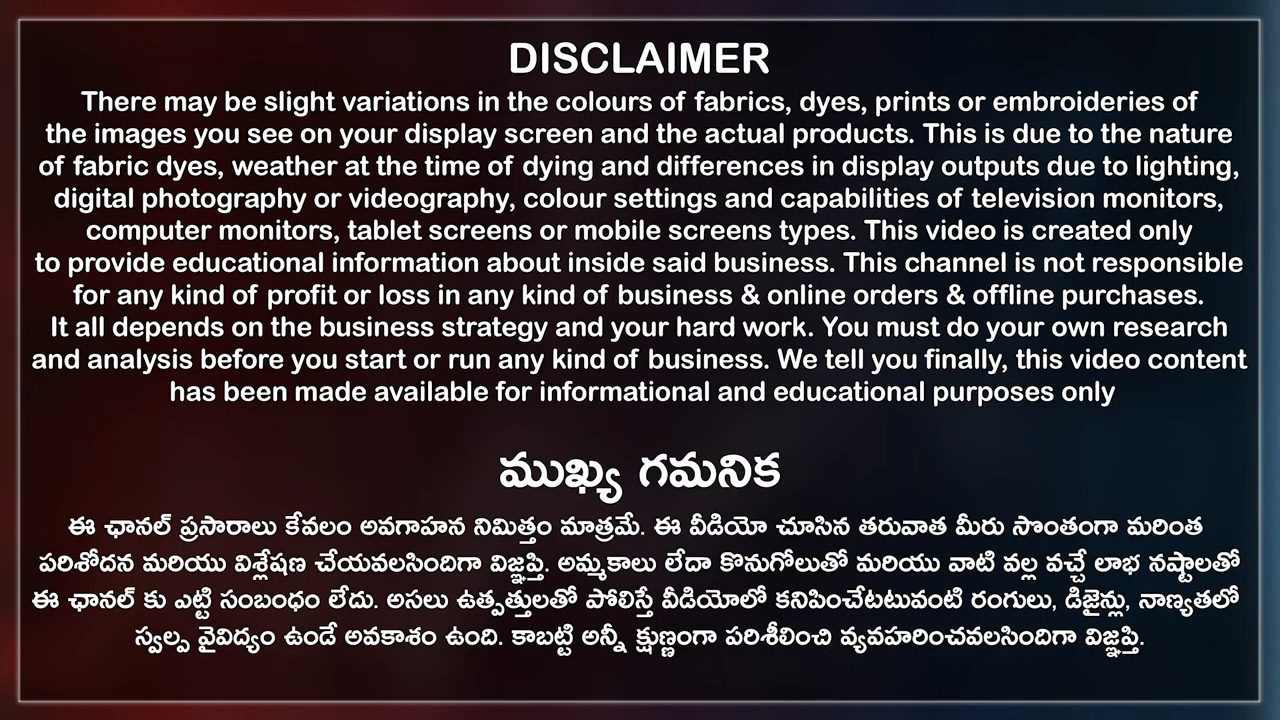 DISCLAIMER
There may be slight variations in the colours of fabrics, dyes, prints or embroideries of
the images you see on your display screen and the actual products. This is due to the nature
of fabric dyes, weather at the time of dying and differences in display outputs due to lighting,
digital photography or videography, colour settings and capabilities of television monitors,
computer monitors, tablet screens or mobile screens types. This video is created only
to provide educational information about inside said business. This channel is not responsible
for any kind of profit or loss in any kind of business & online orders & offline purchases.
It all depends on the business strategy and your hard work. You must do your own research
and analysis before you start or run any kind of business. We tell you finally, this video content
has been made available for informational and educational purposes only
ముఖ్య గమనిక
ఈ ఛానల్ ప్రసారాలు కేవలం అవగాహన నిమిత్తం మాత్రమే. ఈ వీడియో చూసిన తరువాత మీరు సొంతంగా మరింత
పరిశోదన మరియు విశ్లేషణ చేయవలసిందిగా విజ్ఞప్తి. అమ్మకాలు లేదా కొనుగోలుతో మరియు వాటి వల్ల వచ్చే లాభ నష్టాలతో
ఈ ఛానల్ కు ఎట్టి సంబంధం లేదు. అసలు ఉత్పత్తులతో పోలిస్తే వీడియోలో కనిపించేటటువంటి రంగులు, డిజైన్లు, నాణ్యతలో
స్వల్ప వైవిద్యం ఉండే అవకాశం ఉంది. కాబట్టి అన్నీ క్షుణ్ణంగా పరిశీలించి వ్యవహరించవలసిందిగా విజ్ఞప్తి.